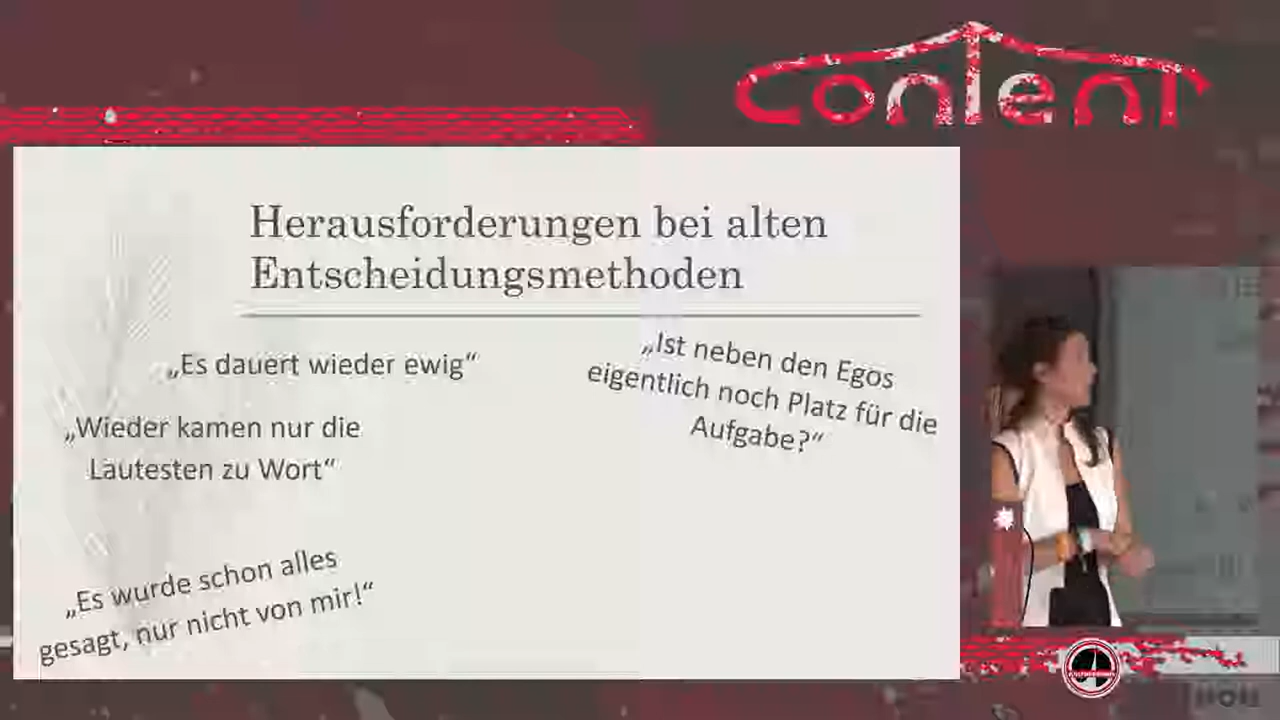 conTenT
Herausforderungen bei alten
Entscheidungsmethoden
„Es dauert wieder ewig“
„Ist neben den Egos
eigentlich noch Platz für die
Aufgabe?“
„Wieder kamen nur die
Lautesten zu Wort“
„Es wurde schon alles
gesagt, nur nicht von mir!“